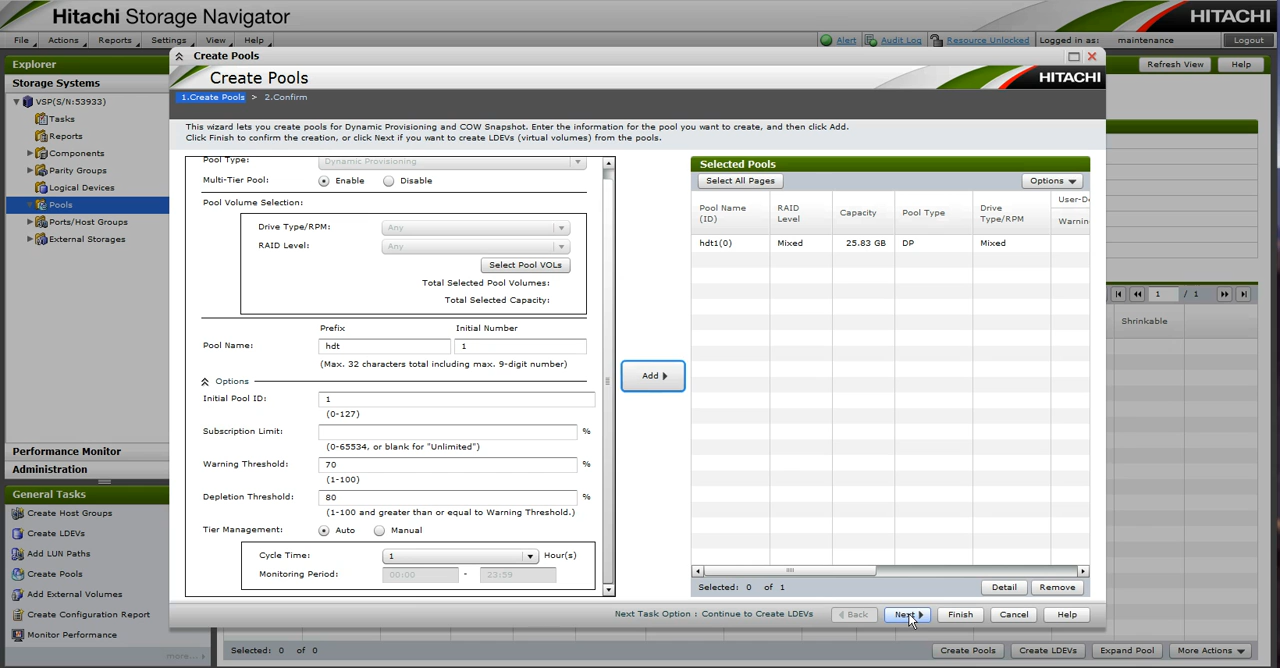 Hitachi Storage Navigator
HITACHI
File Actions Reports Settings View Help
Alert Audit Log Resource Unlocked Logged in as: maintenance Logout
Explorer
Storage Systems
VSP(S/N:53933)
Tasks
Reports
Components
Parity Groups
Logical Devices
Pools
Ports/Host Groups
External Storages
Performance Monitor
Administration
General Tasks
Create Host Groups
Create LDEVs
Add LUN Paths
Create Pools
Add External Volumes
Create Configuration Report
Monitor Performance
more...
Refresh View Help
Create Pools
Create Pools
HITACHI
1.Create Pools > 2.Confirm
This wizard lets you create pools for Dynamic Provisioning and COW Snapshot. Enter the information for the pool you want to create, and then click Add.
Click Finish to confirm the creation, or click Next if you want to create LDEVs (virtual volumes) from the pools.
Pool Type: Dynamic Provisioning
Multi-Tier Pool: Enable Disable
Pool Volume Selection:
Drive Type/RPM: Any
RAID Level: Any
Select Pool VOLs
Total Selected Pool Volumes:
Total Selected Capacity:
Prefix Initial Number
Pool Name: hdt 1
(Max. 32 characters total including max. 9-digit number)
Options
Initial Pool ID: 1
(0-127)
Subscription Limit: %
(0-65534, or blank for "Unlimited")
Warning Threshold: 70 %
(1-100)
Depletion Threshold: 80 %
(1-100 and greater than or equal to Warning Threshold.)
Tier Management: Auto Manual
Cycle Time: 1 Hour(s)
Monitoring Period: 00:00 - 23:59
Add
Selected Pools
Select All Pages Options
Pool Name (ID) RAID Level Capacity Pool Type Drive Type/RPM User-D Warnin
hdt1(0) Mixed 25.83 GB DP Mixed
Selected: 0 of 1 Detail Remove
Next Task Option : Continue to Create LDEVs Back Next Finish Cancel Help
1 / 1
Shrinkable
Selected: 0 of 0 Create Pools Create LDEVs Expand Pool More Actions